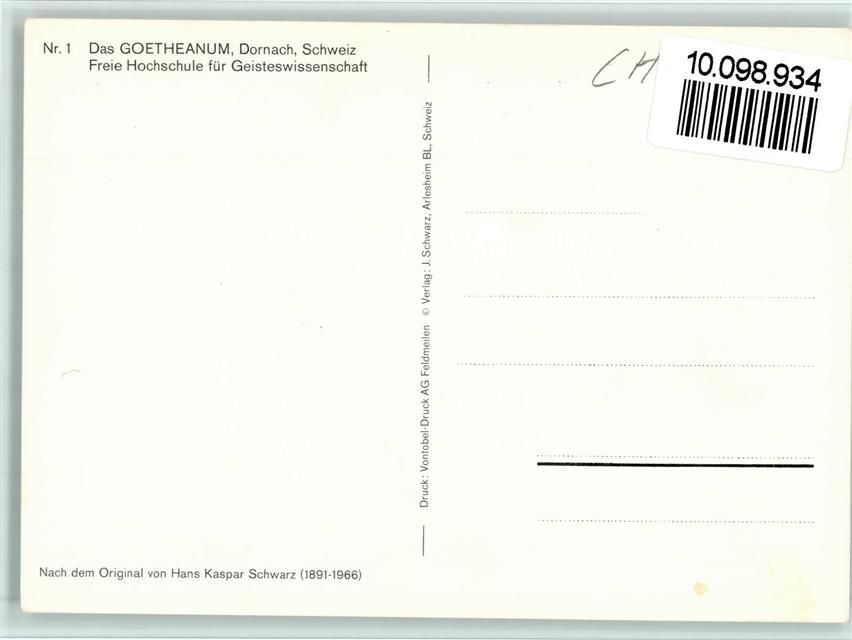 Nr. 1 Das GOETHEANUM, Dornach, Schweiz
Freie Hochschule für Geisteswissenschaft
CH
10.098.934
Druck: Vontobel-Druck AG Feldmeilen © Verlag: J. Schwarz, Arlesheim BL, Schweiz
Nach dem Original von Hans Kaspar Schwarz (1891-1966)